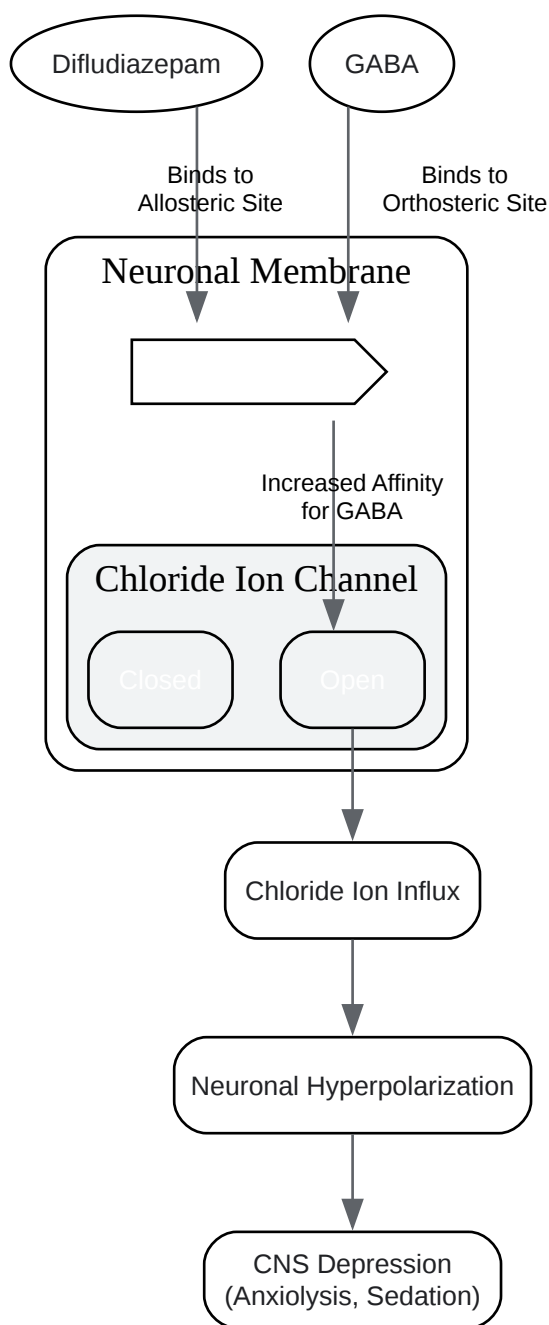 Difludiazepam
GABA
Binds to
Allosteric Site
Binds to
Orthosteric Site
Neuronal Membrane
Increased Affinity
for GABA
Chloride Ion Channel
Closed
Open
Chloride Ion Influx
Neuronal Hyperpolarization
CNS Depression
(Anxiolysis, Sedation)